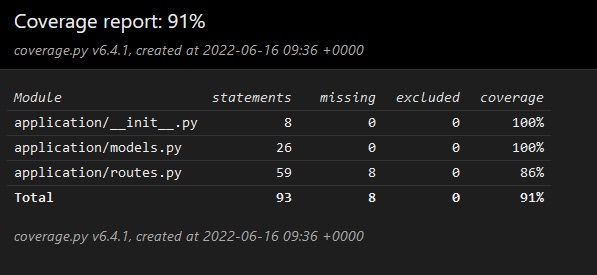 Coverage report: 91%
coverage.py v6.4.1, created at 2022-06-16 09:36 +0000
Module statements missing excluded coverage
application/__init__.py 8 0 0 100%
application/models.py 26 0 0 100%
application/routes.py 59 8 0 86%
Total 93 8 0 91%
coverage.py v6.4.1, created at 2022-06-16 09:36 +0000